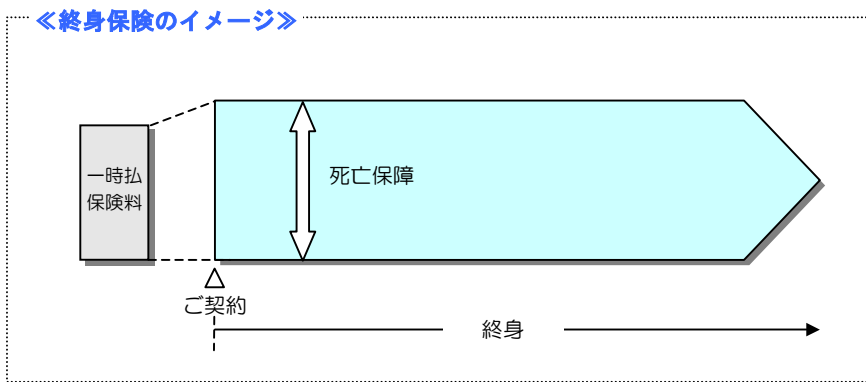 ≪終身保険のイメージ≫
一時払
保険料
死亡保障
ご契約
終身